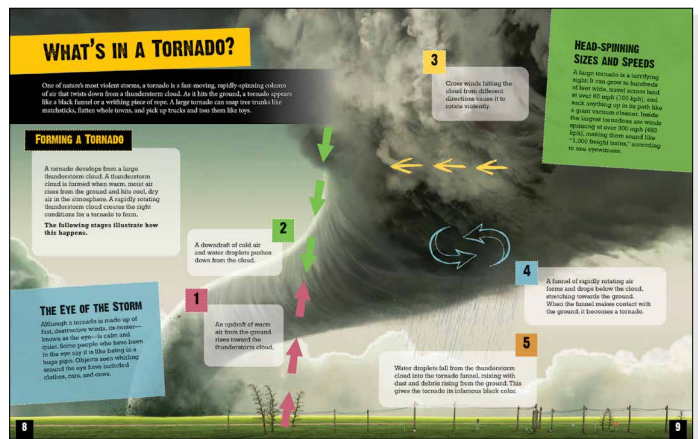 WHAT'S IN A TORNADO?
One of nature's most violent storms, a tornado is a fast-moving, rapidly-spinning column
of air that twists down from a thunderstorm cloud. As it hits the ground, a tornado appears
like a black funnel or a writhing piece of rope. A large tornado can snap tree trunks like
matchsticks, flatten whole towns, and pick up trucks and toss them like toys.
FORMING A TORNADO
A tornado develops from a large
thunderstorm cloud. A thunderstorm
cloud is formed when warm, moist air
rises from the ground and hits cool, dry
air in the atmosphere. A rapidly rotating
thunderstorm cloud creates the right
conditions for a tornado to form.
The following stages illustrate how
this happens.
THE EYE OF THE STORM
Although a tornado is made up of
fast, destructive winds, its center—
known as the eye—is calm and
quiet. Some people who have been
in the eye say it is like being in a
huge pipe. Objects seen whirling
around the eye have included
clothes, cars, and cows.
1
An updraft of warm
air from the ground
rises toward the
thunderstorm cloud.
2
A downdraft of cold air
and water droplets pushes
down from the cloud.
3
Cross winds hitting the
cloud from different
directions cause it to
rotate violently.
4
A funnel of rapidly rotating air
forms and drops below the cloud,
stretching towards the ground.
When the funnel makes contact with
the ground, it becomes a tornado.
5
Water droplets fall from the thunderstorm
cloud into the tornado funnel, mixing with
dust and debris rising from the ground. This
gives the tornado its infamous black color.
HEAD-SPINNING
SIZES AND SPEEDS
A large tornado is a terrifying
sight. It can grow to hundreds
of feet wide, travel across land
at over 60 mph (100 kph), and
suck anything up in its path like
a giant vacuum cleaner. Inside
the largest tornadoes are winds
spinning at over 300 mph (483
kph), making them sound like
"1,000 freight trains," according
to one eyewitness.
8
9